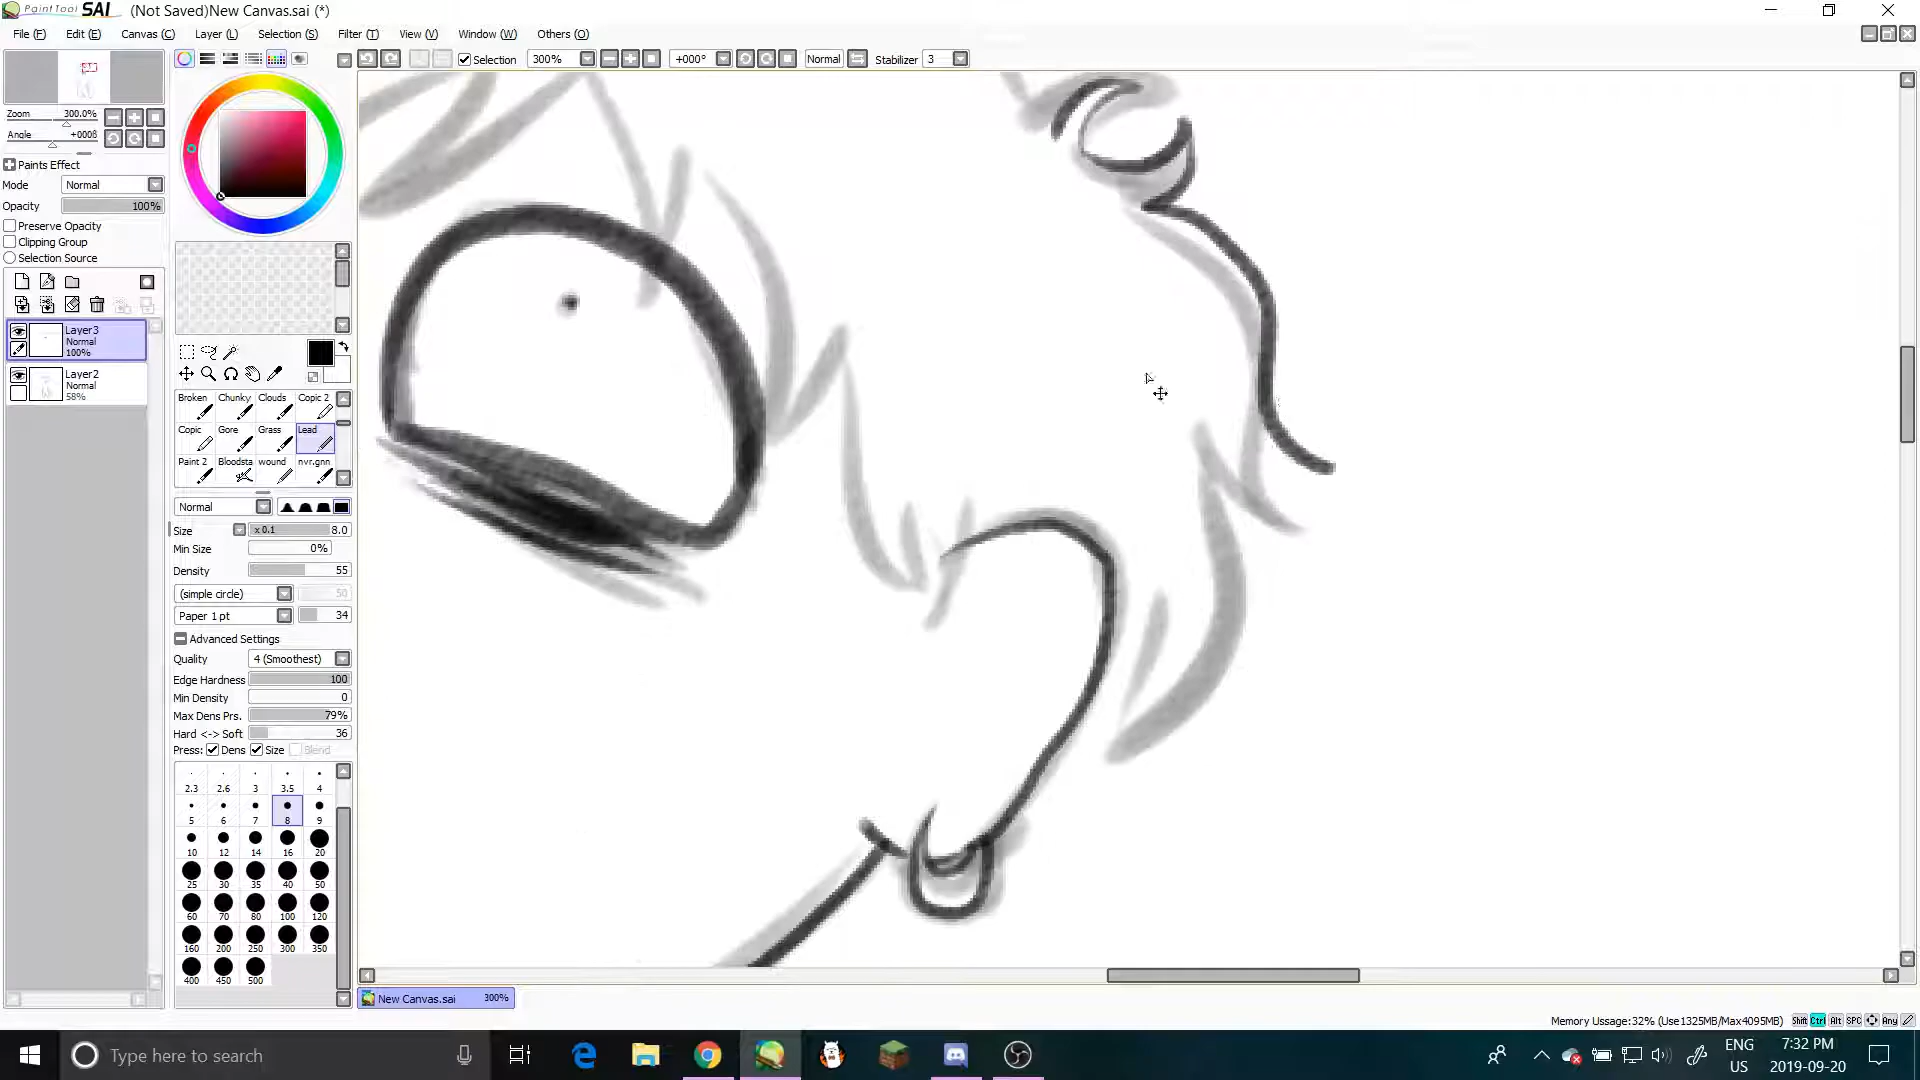 PaintTool SAI (Not Saved)New Canvas.sai (*)
File (F) Edit (E) Canvas (C) Layer (L) Selection (S) Filter (T) View (V) Window (W) Others (O)
Selection 300% +000° Normal Stabilizer 3
Zoom 300.0%
Angle +000ß
Paints Effect
Mode Normal
Opacity 100%
Preserve Opacity
Clipping Group
Selection Source
Layer3
Normal
100%
Layer2
Normal
58%
Broken Chunky Clouds Copic 2
Copic Gore Grass Lead
Paint 2 Bloodsta wound nvr.gnn
Normal
Size x 0.1 8.0
Min Size 0%
Density 55
(simple circle) 50
Paper 1 pt 34
Advanced Settings
Quality 4 (Smoothest)
Edge Hardness 100
Min Density 0
Max Dens Prs. 79%
Hard <-> Soft 36
Press: Dens Size Blend
2.3 2.6 3 3.5 4
5 6 7 8 9
10 12 14 16 20
25 30 35 40 50
60 70 80 100 120
160 200 250 300 350
400 450 500
New Canvas.sai 300%
Memory Ussage:32% (Use1325MB/Max4095MB) Shift Ctrl Alt SPC Any
Type here to search
ENG
US
7:32 PM
2019-09-20